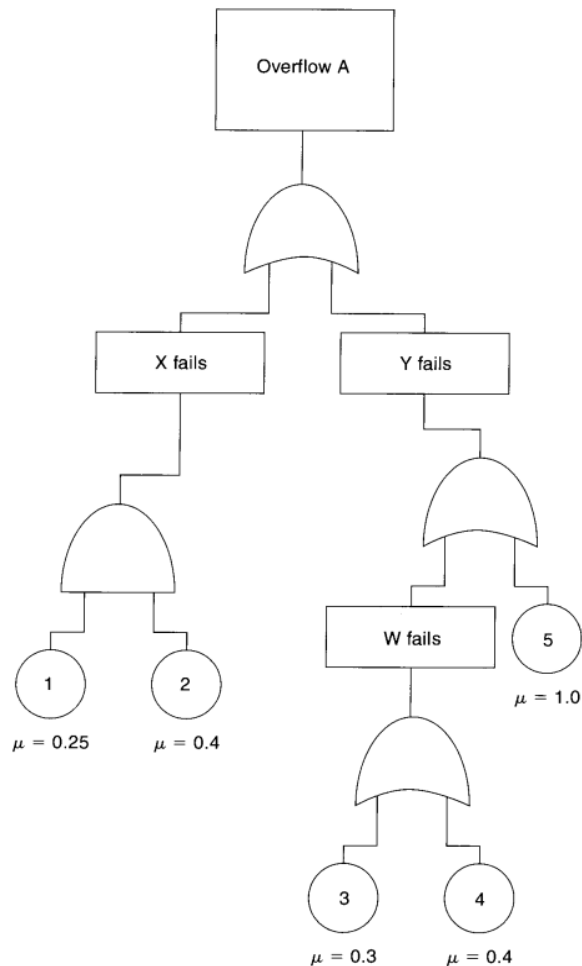 Overflow A
X fails
Y fails
W fails
5
μ = 1.0
1
2
μ = 0.25
μ = 0.4
3
4
μ = 0.3
μ = 0.4